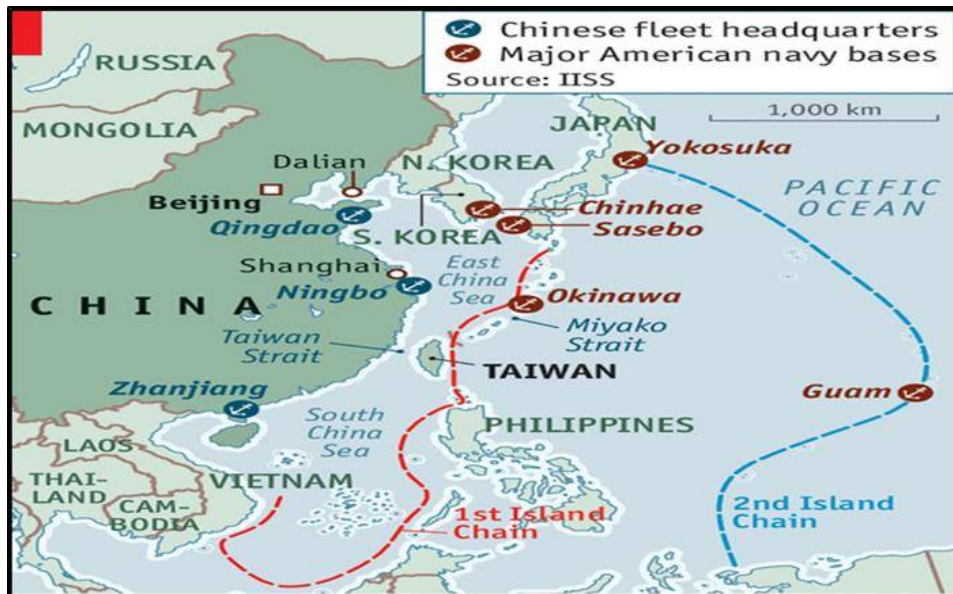 Chinese fleet headquarters
Major American navy bases
Source: IISS
1,000 km
RUSSIA
MONGOLIA
JAPAN
Yokosuka
Dalian
N. KOREA
Beijing
PACIFIC
OCEAN
Qingdao
Chinhae
S. KOREA
Sasebo
Shanghai
East
China
Sea
Ningbo
Okinawa
CHINA
Taiwan
Strait
Miyako
Strait
TAIWAN
Zhanjiang
Guam
South
China
Sea
PHILIPPINES
LAOS
THAI-
LAND
VIETNAM
CAM-
BODIA
1st Island
Chain
2nd Island
Chain